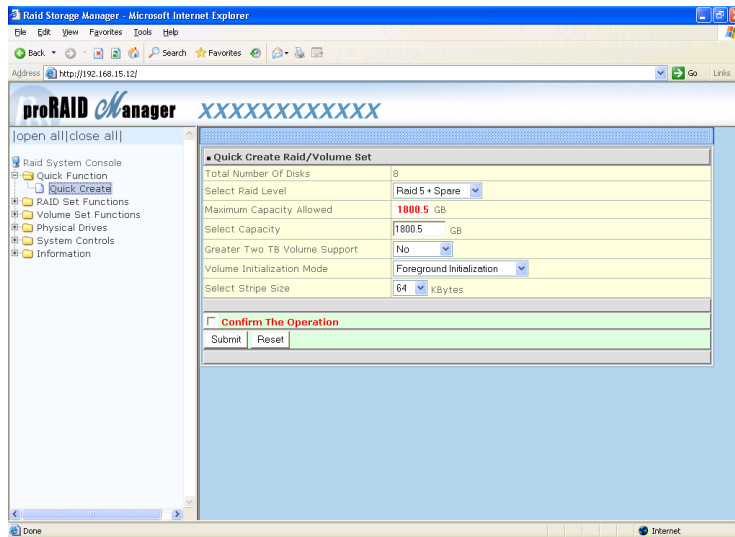 Raid Storage Manager - Microsoft Internet Explorer
File Edit View Favorites Tools Help
Back Search Favorites
Address http://192.168.15.12/ Go Links
proRAID Manager XXXXXXXXXXXX
|open all|close all|
Raid System Console
Quick Function
Quick Create
RAID Set Functions
Volume Set Functions
Physical Drives
System Controls
Information
Quick Create Raid/Volume Set
Total Number Of Disks 8
Select Raid Level Raid 5 + Spare
Maximum Capacity Allowed 1800.5 GB
Select Capacity 1800.5 GB
Greater Two TB Volume Support No
Volume Initialization Mode Foreground Initialization
Select Stripe Size 64 KBytes
Confirm The Operation
Submit Reset
Done Internet